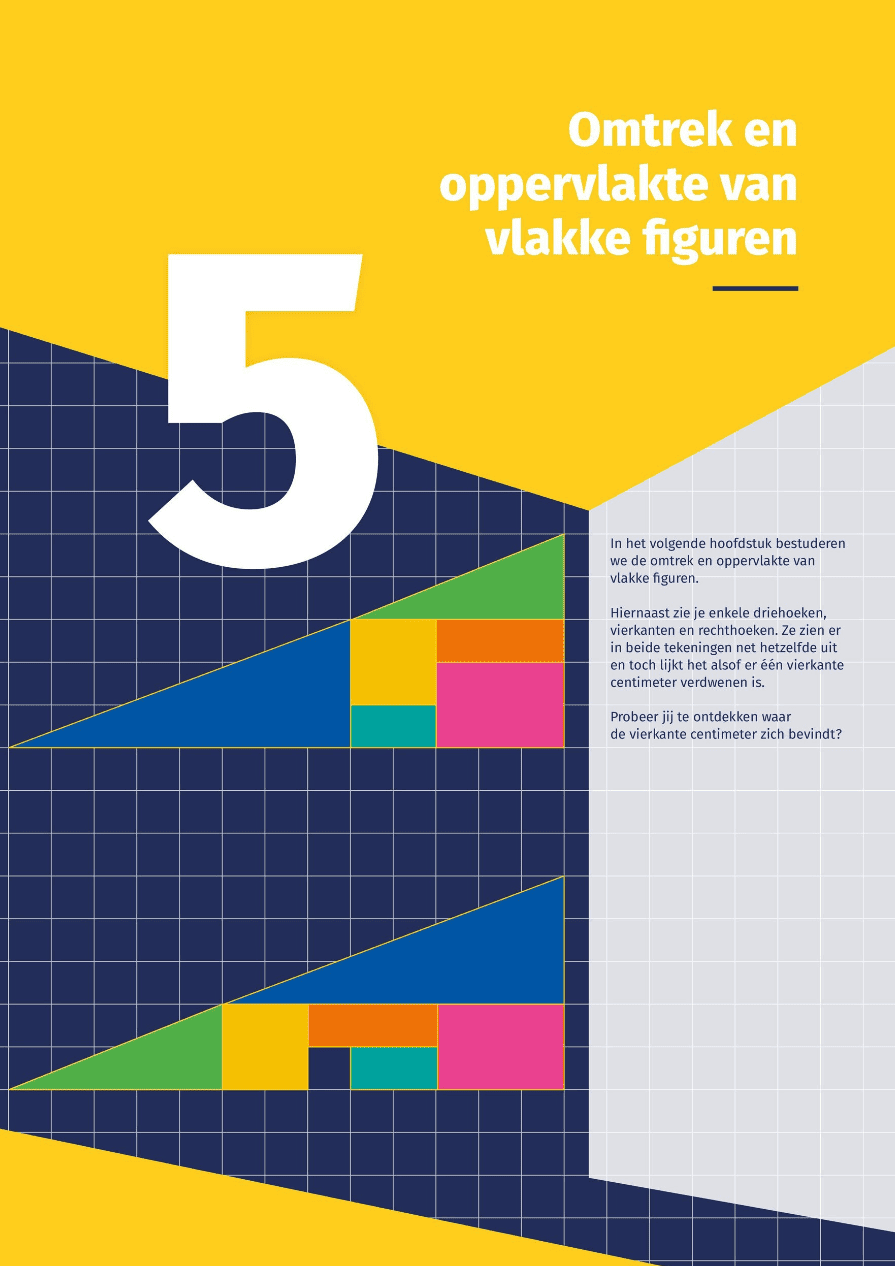 Omtrek en
oppervlakte van
vlakke figuren
5
In het volgende hoofdstuk bestuderen
we de omtrek en oppervlakte van
vlakke figuren.
Hiernaast zie je enkele driehoeken,
vierkanten en rechthoeken. Ze zien er
in beide tekeningen net hetzelfde uit
en toch lijkt het alsof er één vierkante
centimeter verdwenen is.
Probeer jij te ontdekken waar
de vierkante centimeter zich bevindt?